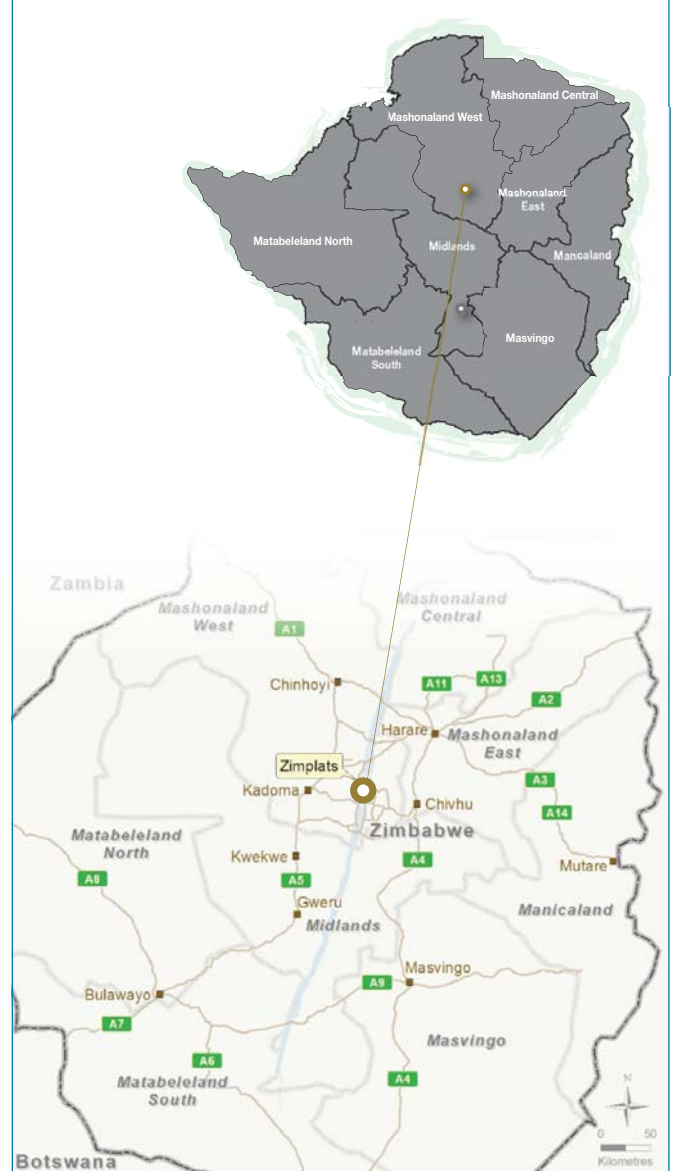 Mashonaland Central
Mashonaland West
Mashonaland
East
Matabeleland North
Midlands
Manicaland
Masvingo
Matabeleland
South
Zambia
Mashonaland
West
Mashonaland
Central
A1
A11
A13
A2
Chinhoyi
Harare
Mashonaland
East
Zimplats
A3
Kadoma
Chivhu
A14
Zimbabwe
Matabeleland
North
Kwekwe
A4
Mutare
A8
A5
Gweru
Manicaland
Midlands
Masvingo
A9
Bulawayo
A7
A6
Masvingo
Matabeleland
South
A4
N
0 50
Kilometres
Botswana